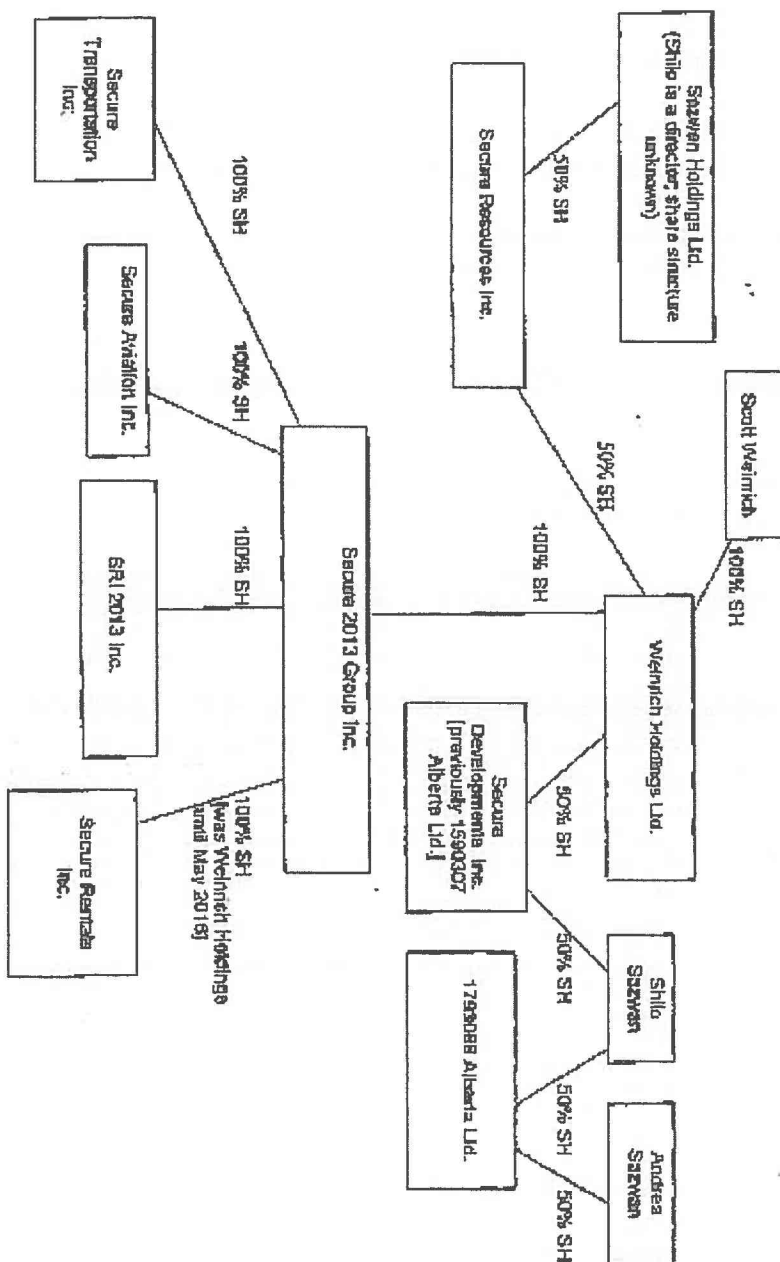 Scott Weinrich
100% SH
Sazwan Holdings Ltd.
(Shilo is a director, share structure
unknown)
Weinrich Holdings Ltd.
Shilo
Sazwan
Andrea
Sazwan
50% SH
50% SH
50% SH
50% SH
50% SH
50% SH
Secure Resources Inc.
100% SH
Secure
Developments Inc.
[previously 1590307
Alberta Ltd.]
Alberta Ltd.
Secure 2013 Group Inc.
100% SH
100% SH
100% SH
100% SH
[was Weinrich Holdings
until May 2016]
Secure
Transportation
Inc.
Secure Aviation Inc.
SRI 2013 Inc.
Secure Rentals
Inc.